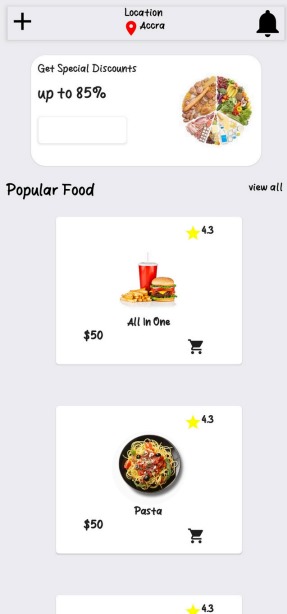 Location
Accra
Get Special Discounts
up to 85%
Popular Food
view all
4.3
All In One
$50
4.3
Pasta
$50
4.3